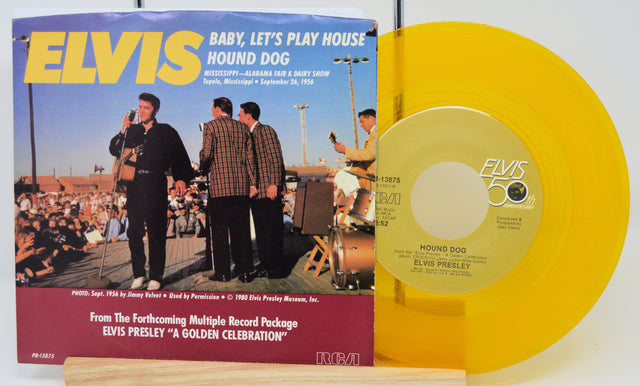 ELVIS
BABY, LET'S PLAY HOUSE
HOUND DOG
MISSISSIPPI—ALABAMA FAIR & DAIRY SHOW
Tupelo, Mississippi • September 26, 1956
PHOTO: Sept. 1956 by Jimmy Velvet • Used by Permission • © 1980 Elvis Presley Museum, Inc.
From The Forthcoming Multiple Record Package
ELVIS PRESLEY "A GOLDEN CELEBRATION"
PB-13875
RCA
-13875
RCA
:52
ELVIS
50th
ANNIVERSARY
Conceived &
Produced by
Joan Deary
HOUND DOG
ELVIS PRESLEY